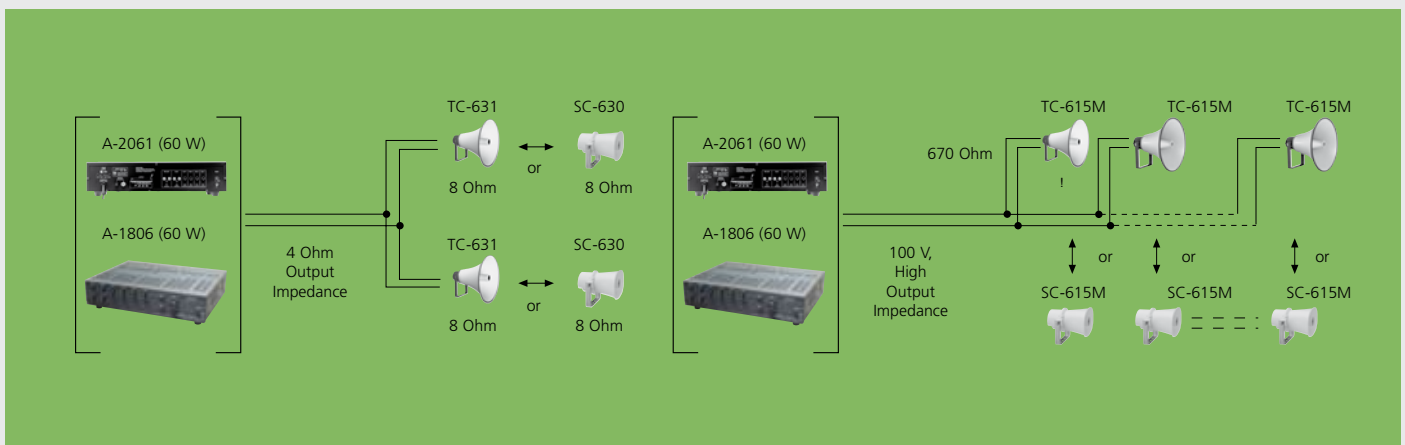 TC-631
SC-630
A-2061 (60 W)
or
8 Ohm
8 Ohm
A-1806 (60 W)
4 Ohm
Output
Impedance
TC-631
SC-630
or
8 Ohm
8 Ohm
A-2061 (60 W)
A-1806 (60 W)
100 V,
High
Output
Impedance
670 Ohm
TC-615M
TC-615M
TC-615M
!
or
or
or
SC-615M
SC-615M
SC-615M